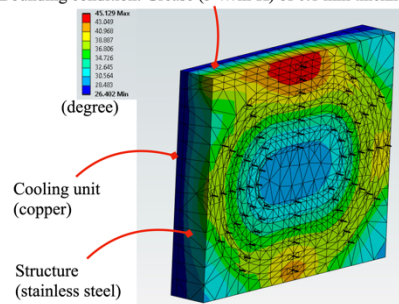 45.129 Max
43.049
40.968
38.887
36.806
34.726
32.645
30.564
28.483
26.402 Min
(degree)
Cooling unit
(copper)
Structure
(stainless steel)